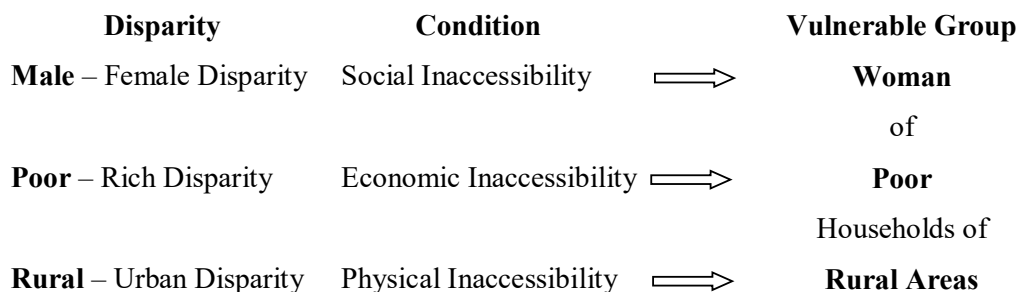 Disparity Condition Vulnerable Group
Male – Female Disparity Social Inaccessibility Woman
of
Poor – Rich Disparity Economic Inaccessibility Poor
Households of
Rural – Urban Disparity Physical Inaccessibility Rural Areas